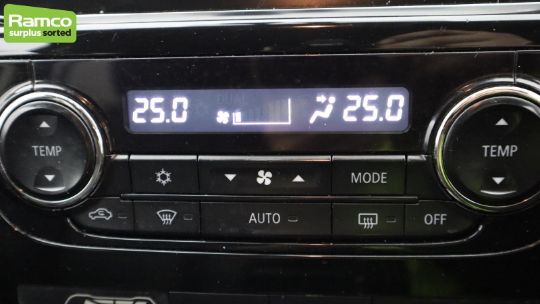 Ramco
surplus sorted
25.0 25.0
TEMP TEMP
MODE
AUTO OFF